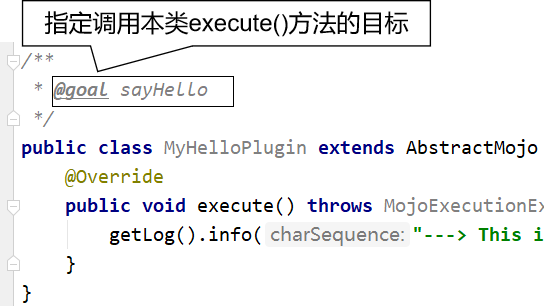 指定调用本类execute()方法的目标
/**
* @goal sayHello
*/
public class MyHelloPlugin extends AbstractMojo
@Override
public void execute() throws MojoExecutionEx
getLog().info( charSequence: "---> This i
}
}